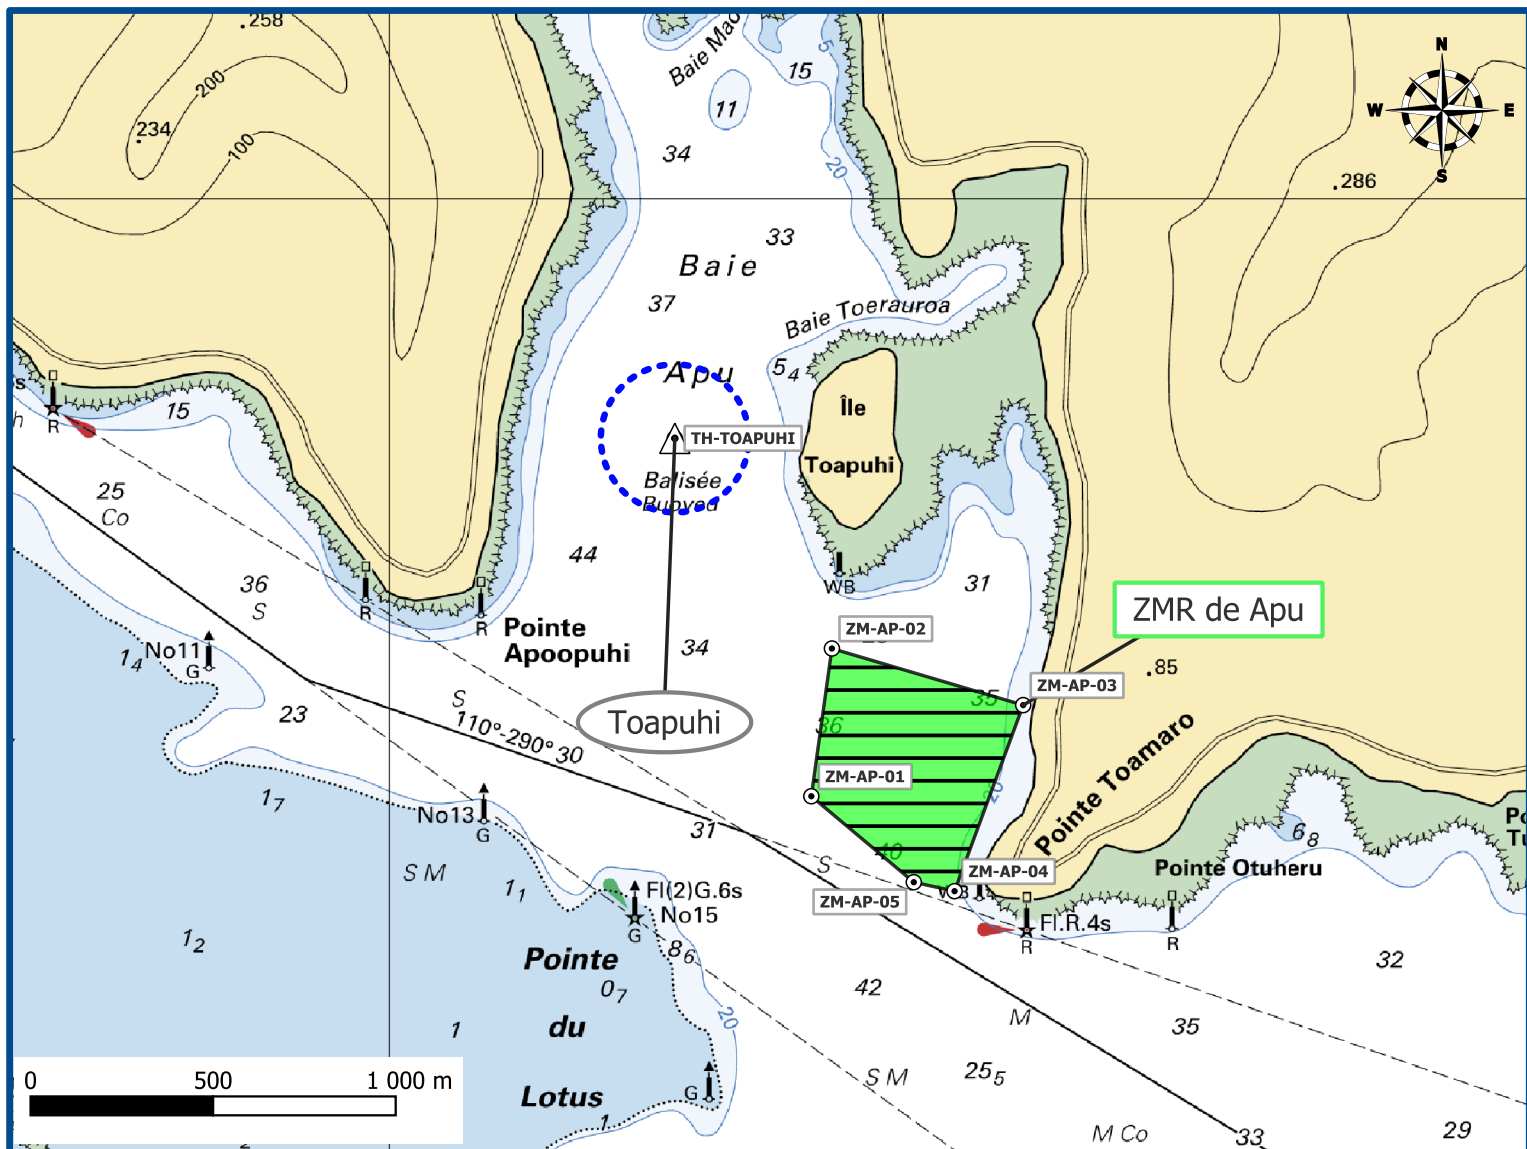 .258
200
.234
100
Baie Mao
15
5
11
34
20
N
W
E
S
.286
33
Baie
37
Baie Toerauroa
Apu
5₄
Île
Toapuhi
TH-TOAPUHI
Balisée
Buoyed
s
R
h
15
25
Co
36
S
44
R
R
WB
31
Pointe
Apoopuhi
34
ZM-AP-02
ZMR de Apu
.85
ZM-AP-03
35
36
No11
1₄
G
23
S
110°-290°
30
Toapuhi
ZM-AP-01
20
Pointe Toamaro
1₇
No13
G
31
S
40
6₈
Pointe Otuheru
ZM-AP-04
ZM-AP-05
S M
1₁
Fl(2)G.6s
No15
G
Fl.R.4s
R
R
1₂
Pointe
8₆
0₇
32
42
M
35
1
du
20
0
500
1 000 m
S M
25₅
Lotus
G
1
M Co
33
29
2